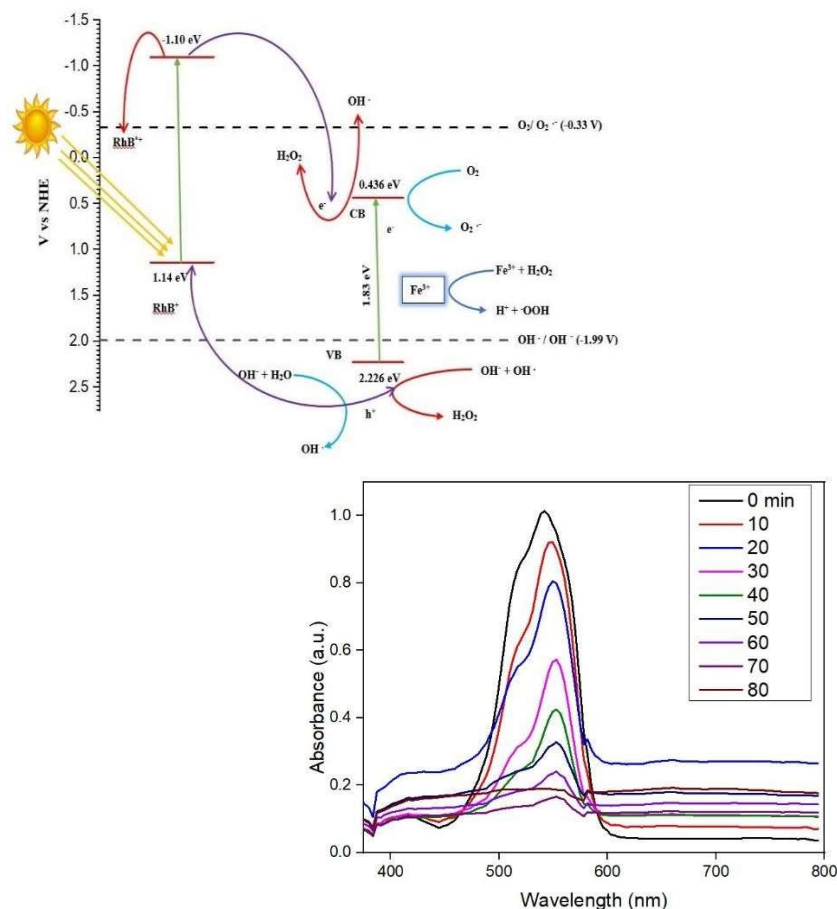 -1.5
-1.0
-0.5
0.0
0.5
1.0
1.5
2.0
2.5
V vs NHE
-1.10 eV
RhB*⁺
OH ·
O₂/ O₂ ·⁻ (-0.33 V)
H₂O₂
0.436 eV
O₂
e⁻
CB
e⁻
O₂ ·⁻
1.14 eV
1.83 eV
Fe³⁺ + H₂O₂
Fe³⁺
RhB⁺
H⁺ + ·OOH
OH · / OH ⁻ (-1.99 V)
VB
OH⁻ + H₂O
2.226 eV
OH· + OH ·
h⁺
H₂O₂
OH ·
0 min
10
20
30
40
50
60
70
80
1.0
0.8
0.6
0.4
0.2
0.0
Absorbance (a.u.)
400
500
600
700
800
Wavelength (nm)